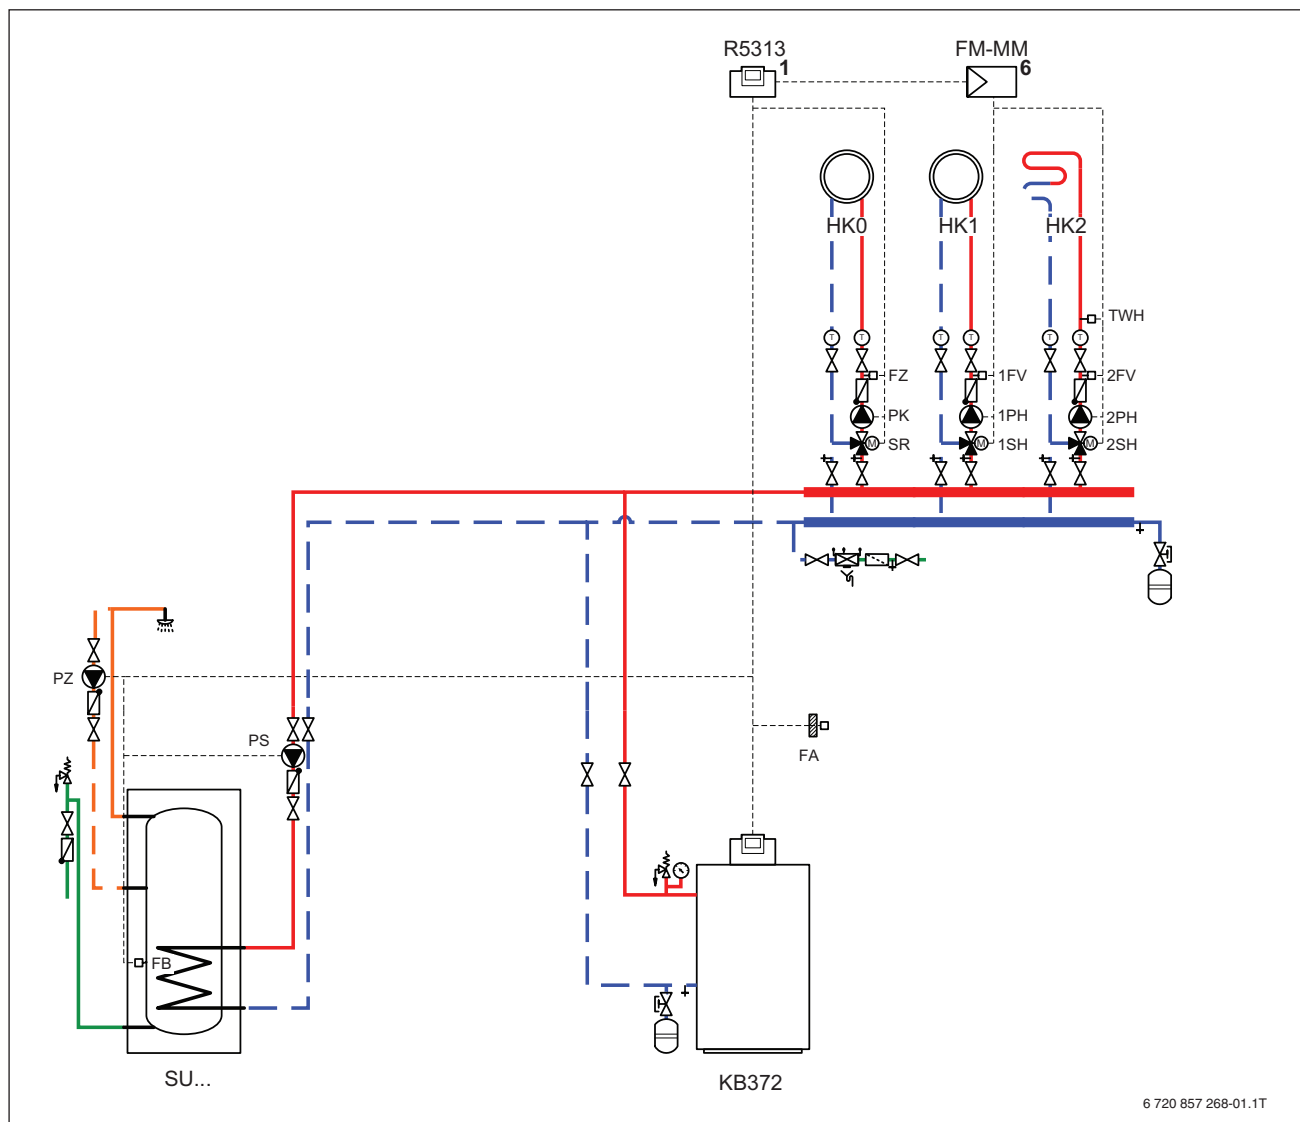 R5313
1
FM-MM
6
HK0
HK1
HK2
TWH
T
T
T
T
T
T
FZ
1FV
2FV
PK
1PH
2PH
M
SR
M
1SH
M
2SH
PZ
PS
FA
FB
SU...
KB372
6 720 857 268-01.1T